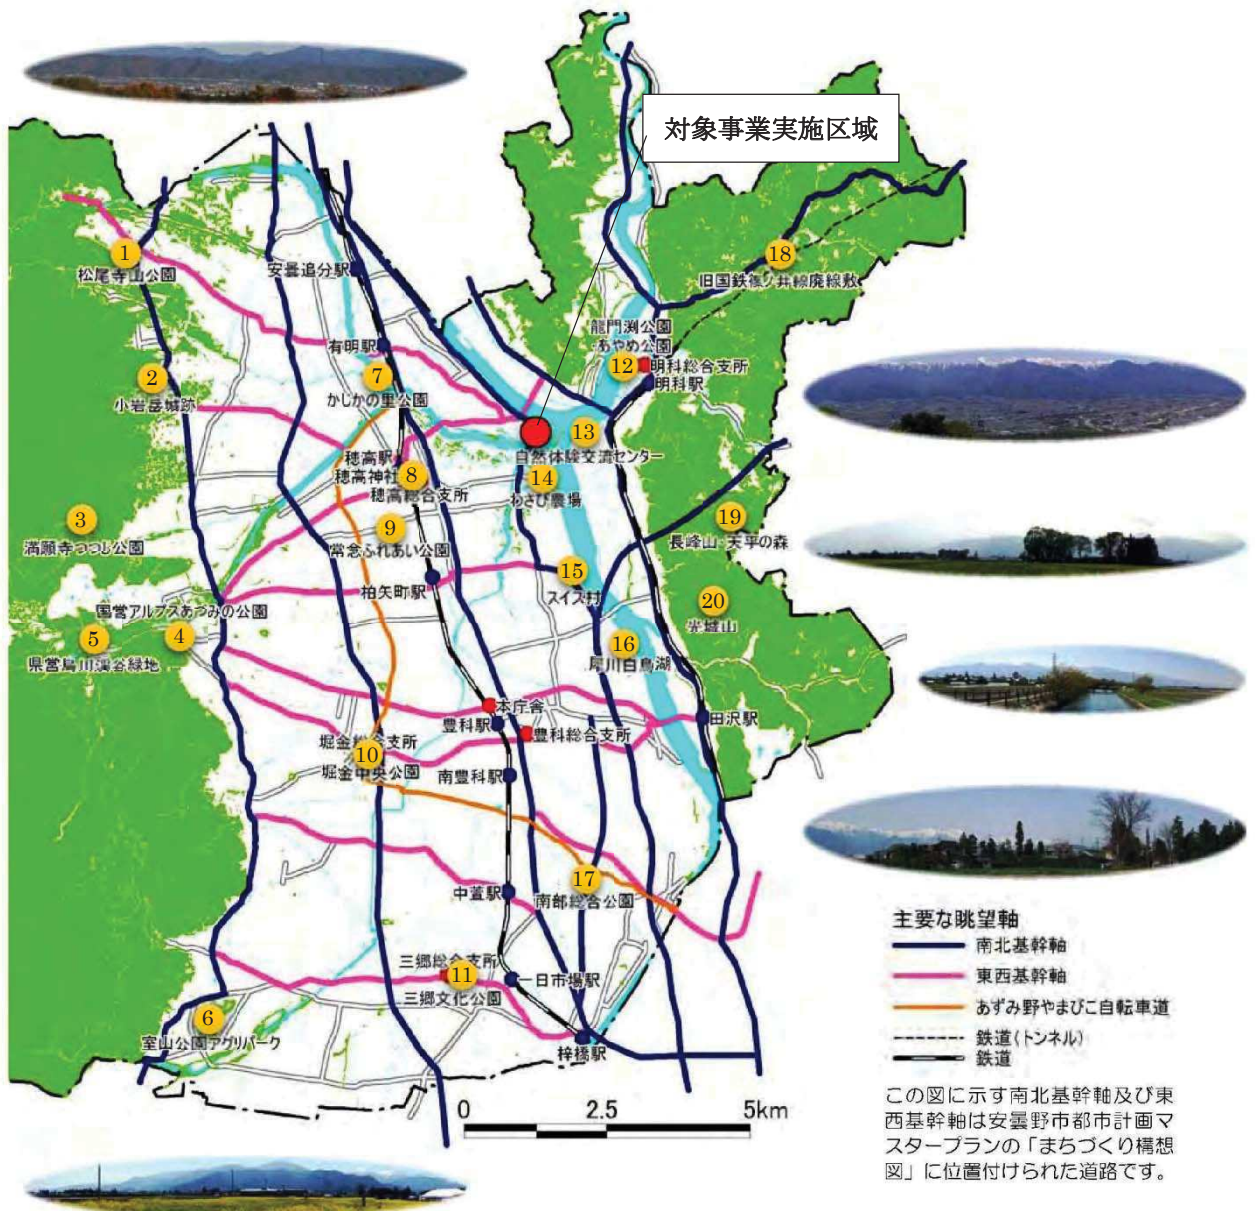 対象事業実施区域
1
松尾寺山公園
安曇追分駅
18
旧国鉄篠ノ井線廃線敷
龍門渕公園
あやめ公園
有明駅
12
明科総合支所
明科駅
2
小岩岳城跡
7
かじかの里公園
13
自然体験交流センター
穂高駅
穂高神社
8
穂高総合支所
14
わさび農場
3
満願寺つつじ公園
9
常念ふれあい公園
19
長峰山・天平の森
柏矢町駅
15
スイス村
20
光城山
国営アルプスあづみの公園
5
4
県営烏川渓谷緑地
16
犀川白鳥湖
本庁舎
豊科駅
田沢駅
豊科総合支所
堀金総合支所
10
堀金中央公園
南豊科駅
中萱駅
17
南部総合公園
三郷総合支所
11
三郷文化公園
一日市場駅
6
室山公園アグリパーク
梓橋駅
主要な眺望軸
南北基幹軸
東西基幹軸
あずみ野やまびこ自転車道
鉄道(トンネル)
鉄道
0 2.5 5km
この図に示す南北基幹軸及び東
西基幹軸は安曇野市都市計画マ
スタープランの「まちづくり構想
図」に位置付けられた道路です。